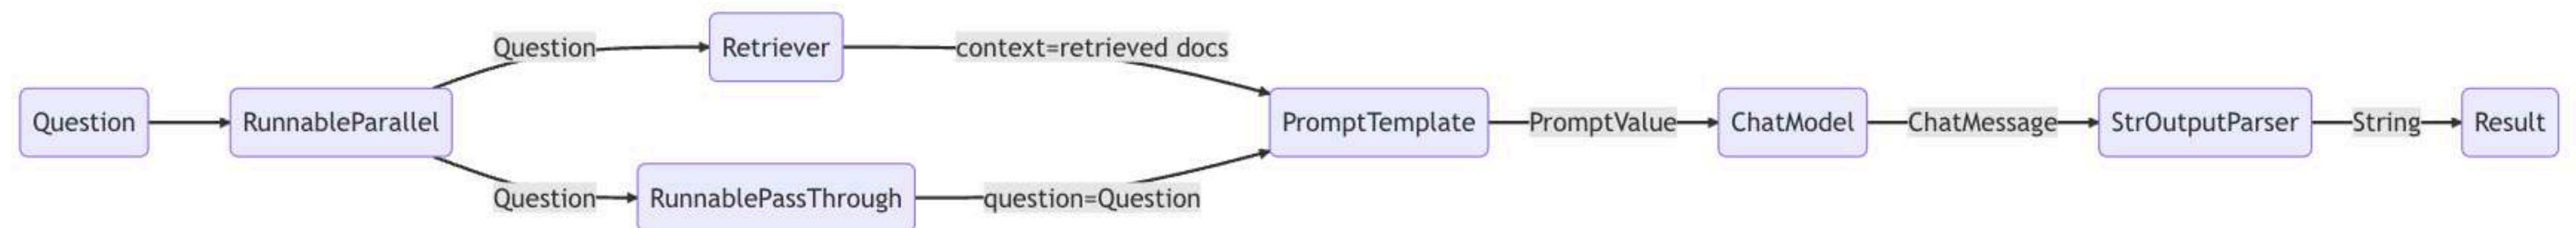 Question
RunnableParallel
Question
Retriever
context=retrieved docs
Question
RunnablePassThrough
question=Question
PromptTemplate
PromptValue
ChatModel
ChatMessage
StrOutputParser
String
Result